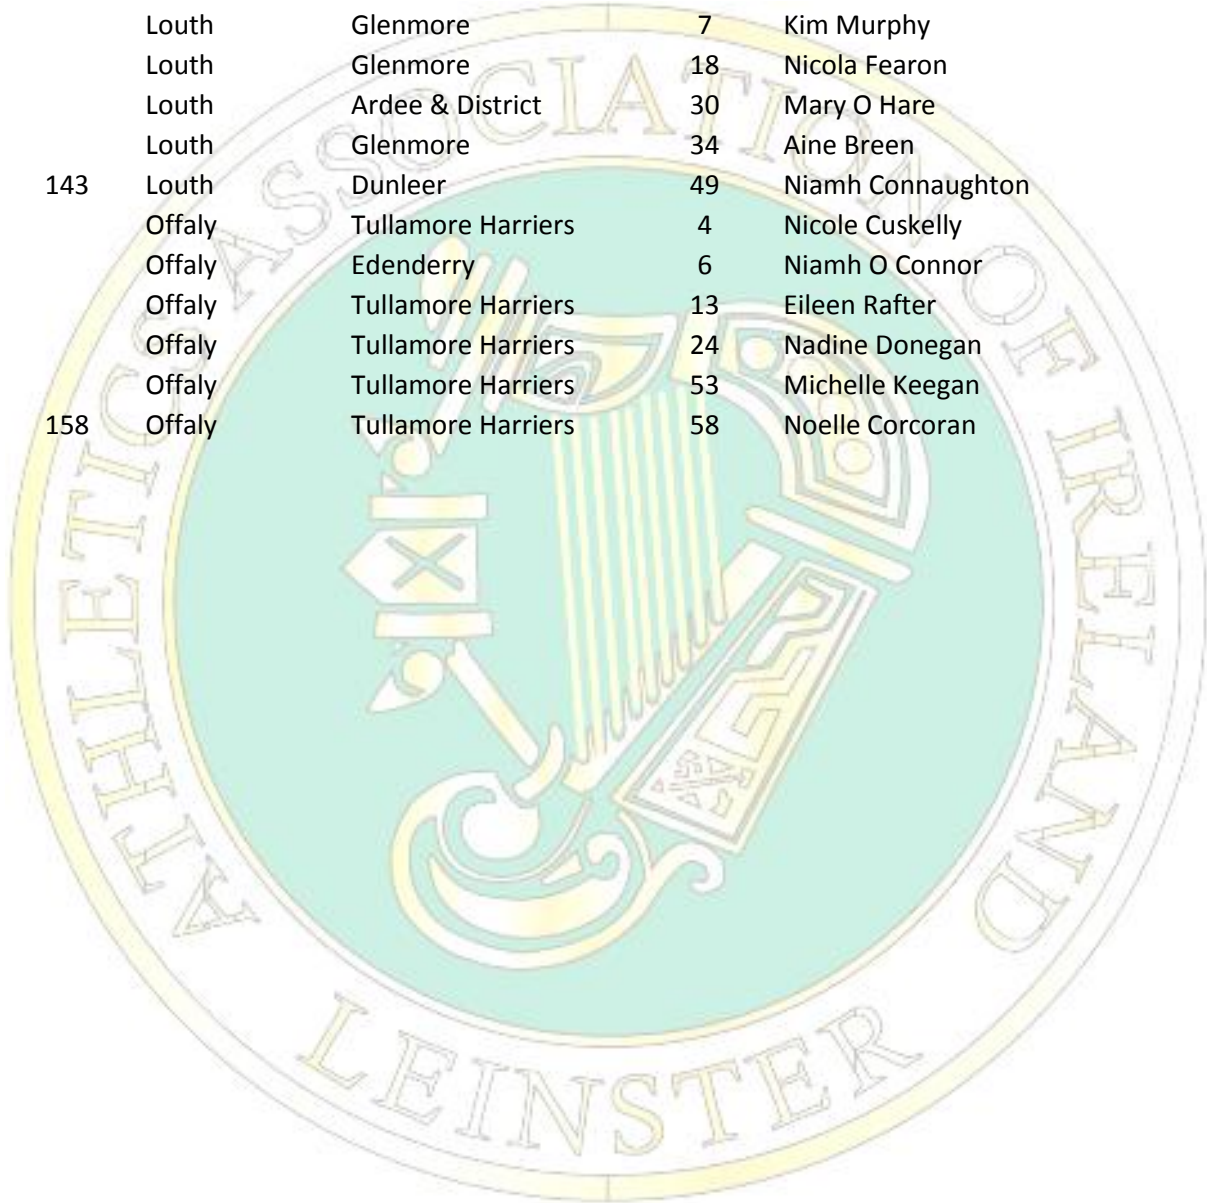 Louth Glenmore 7 Kim Murphy
Louth Glenmore 18 Nicola Fearon
Louth Ardee & District 30 Mary O Hare
Louth Glenmore 34 Aine Breen
143 Louth Dunleer 49 Niamh Connaughton
Offaly Tullamore Harriers 4 Nicole Cuskelly
Offaly Edenderry 6 Niamh O Connor
Offaly Tullamore Harriers 13 Eileen Rafter
Offaly Tullamore Harriers 24 Nadine Donegan
Offaly Tullamore Harriers 53 Michelle Keegan
158 Offaly Tullamore Harriers 58 Noelle Corcoran
ATHLETICS ASSOCIATION OF IRELAND
LEINSTER